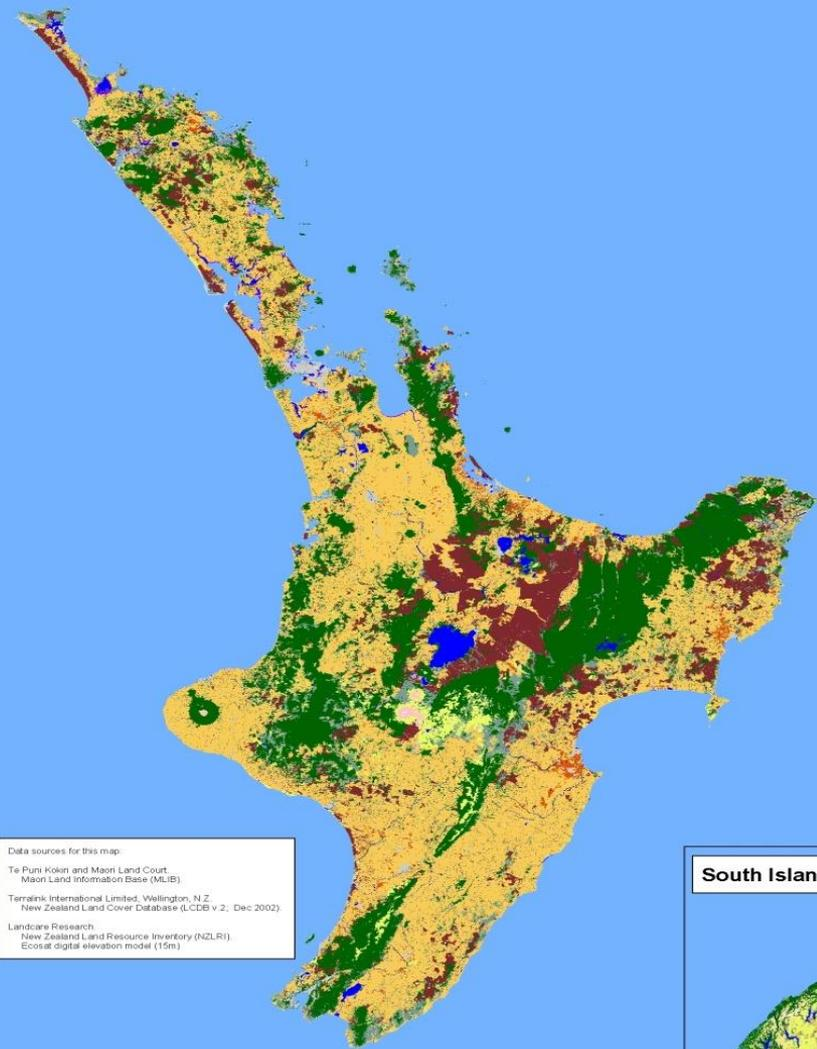 Data sources for this map:
Te Puni Kokiri and Maori Land Court.
Maori Land Information Base (MLIB).
Terralink International Limited, Wellington, N.Z.
New Zealand Land Cover Database (LCDB v.2; Dec 2002).
Landcare Research.
New Zealand Land Resource Inventory (NZLRI).
Ecosat digital elevation model (15m)
South Islan